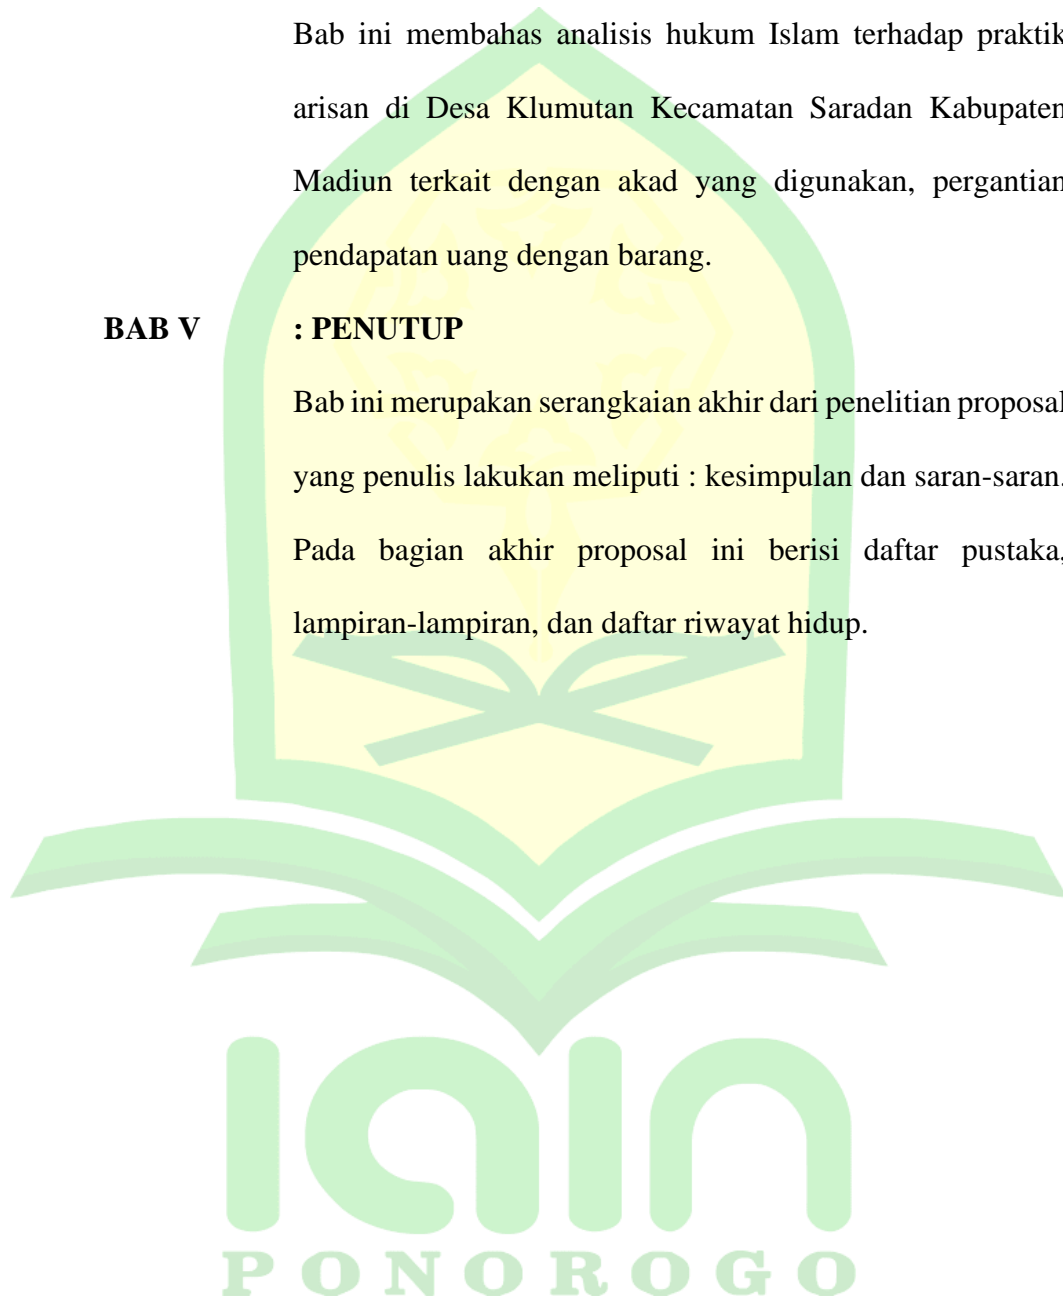 Bab ini membahas analisis hukum Islam terhadap praktik
arisan di Desa Klumutan Kecamatan Saradan Kabupaten
Madiun terkait dengan akad yang digunakan, pergantian
pendapatan uang dengan barang.
BAB V : PENUTUP
Bab ini merupakan serangkaian akhir dari penelitian proposal
yang penulis lakukan meliputi : kesimpulan dan saran-saran.
Pada bagian akhir proposal ini berisi daftar pustaka,
lampiran-lampiran, dan daftar riwayat hidup.
iain
PONOROGO